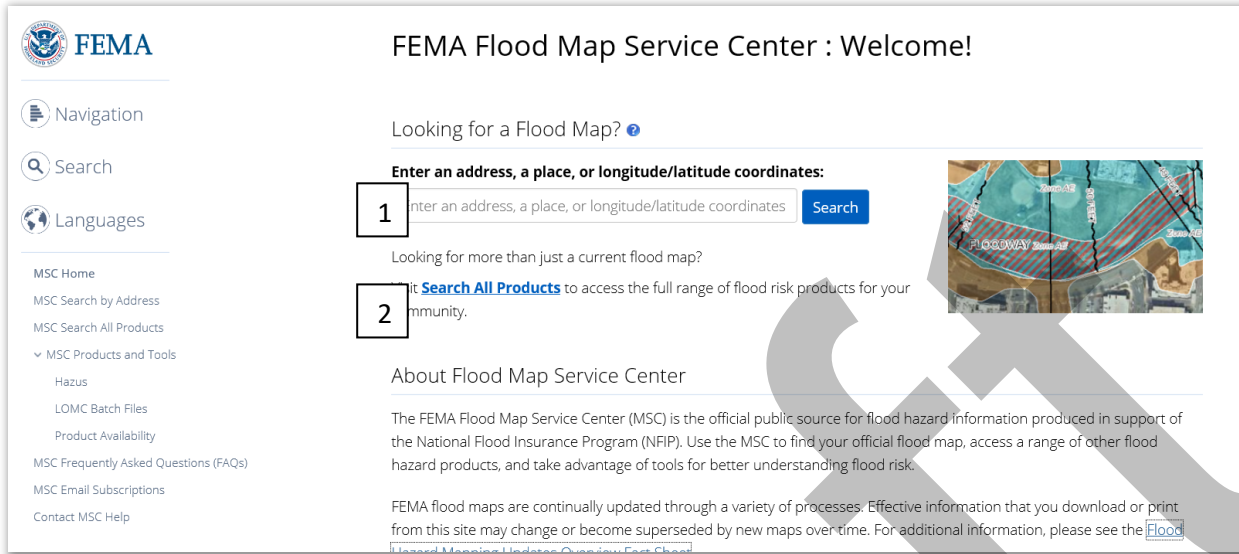 FEMA
Navigation
Search
Languages
MSC Home
MSC Search by Address
MSC Search All Products
MSC Products and Tools
Hazus
LOMC Batch Files
Product Availability
MSC Frequently Asked Questions (FAQs)
MSC Email Subscriptions
Contact MSC Help
FEMA Flood Map Service Center : Welcome!
Looking for a Flood Map? ?
Enter an address, a place, or longitude/latitude coordinates:
1
nter an address, a place, or longitude/latitude coordinates Search
Looking for more than just a current flood map?
Search All Products to access the full range of flood risk products for your
2
Zone AE
FLOODWAY Zone AE
Zone AE
About Flood Map Service Center
The FEMA Flood Map Service Center (MSC) is the official public source for flood hazard information produced in support of
the National Flood Insurance Program (NFIP). Use the MSC to find your official flood map, access a range of other flood
hazard products, and take advantage of tools for better understanding flood risk.
FEMA flood maps are continually updated through a variety of processes. Effective information that you download or print
from this site may change or become superseded by new maps over time. For additional information, please see the Flood
Hazard Mapping Updates Overview Fact Sheet